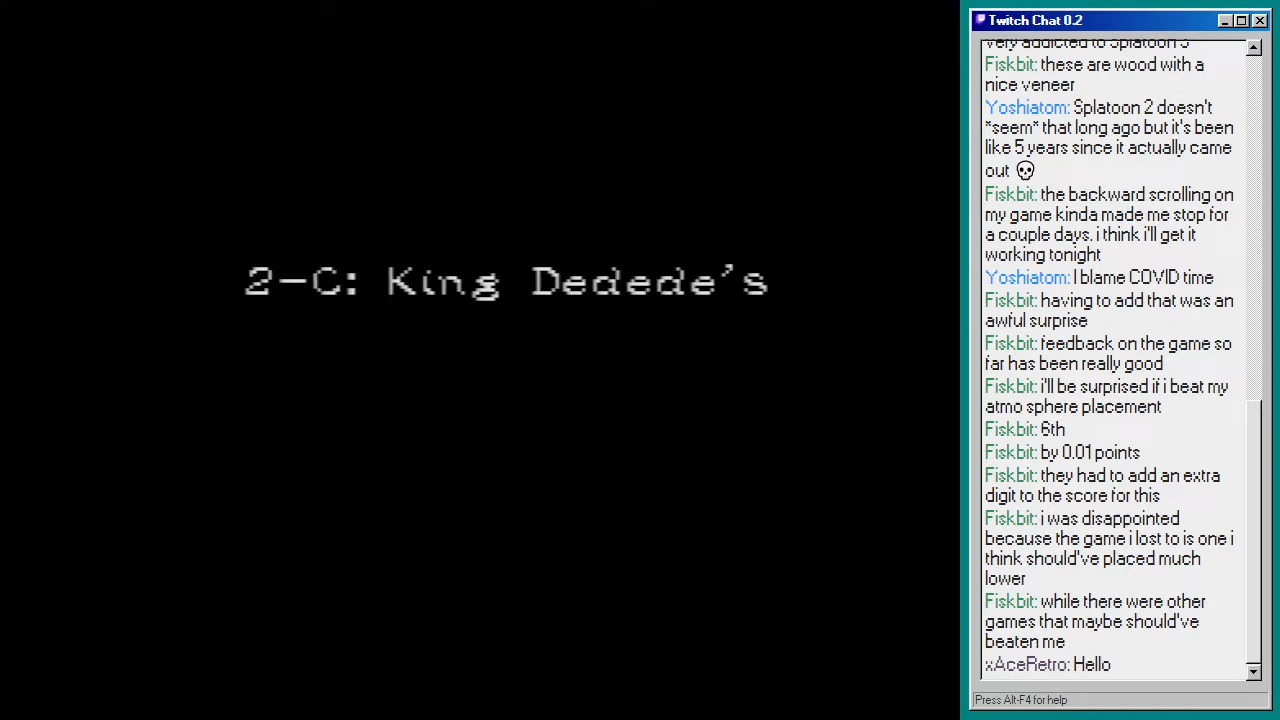 2-C: King Dedede's
Twitch Chat 0.2
very addicted to Splatoon 3
Fiskbit: these are wood with a
nice veneer
Yoshiatom: Splatoon 2 doesn't
*seem* that long ago but it's been
like 5 years since it actually came
out 💀
Fiskbit: the backward scrolling on
my game kinda made me stop for
a couple days. i think i'll get it
working tonight
Yoshiatom: I blame COVID time
Fiskbit: having to add that was an
awful surprise
Fiskbit: feedback on the game so
far has been really good
Fiskbit: i'll be surprised if i beat my
atmo sphere placement
Fiskbit: 6th
Fiskbit: by 0.01 points
Fiskbit: they had to add an extra
digit to the score for this
Fiskbit: i was disappointed
because the game i lost to is one i
think should've placed much
lower
Fiskbit: while there were other
games that maybe should've
beaten me
xAceRetro: Hello
Press Alt-F4 for help